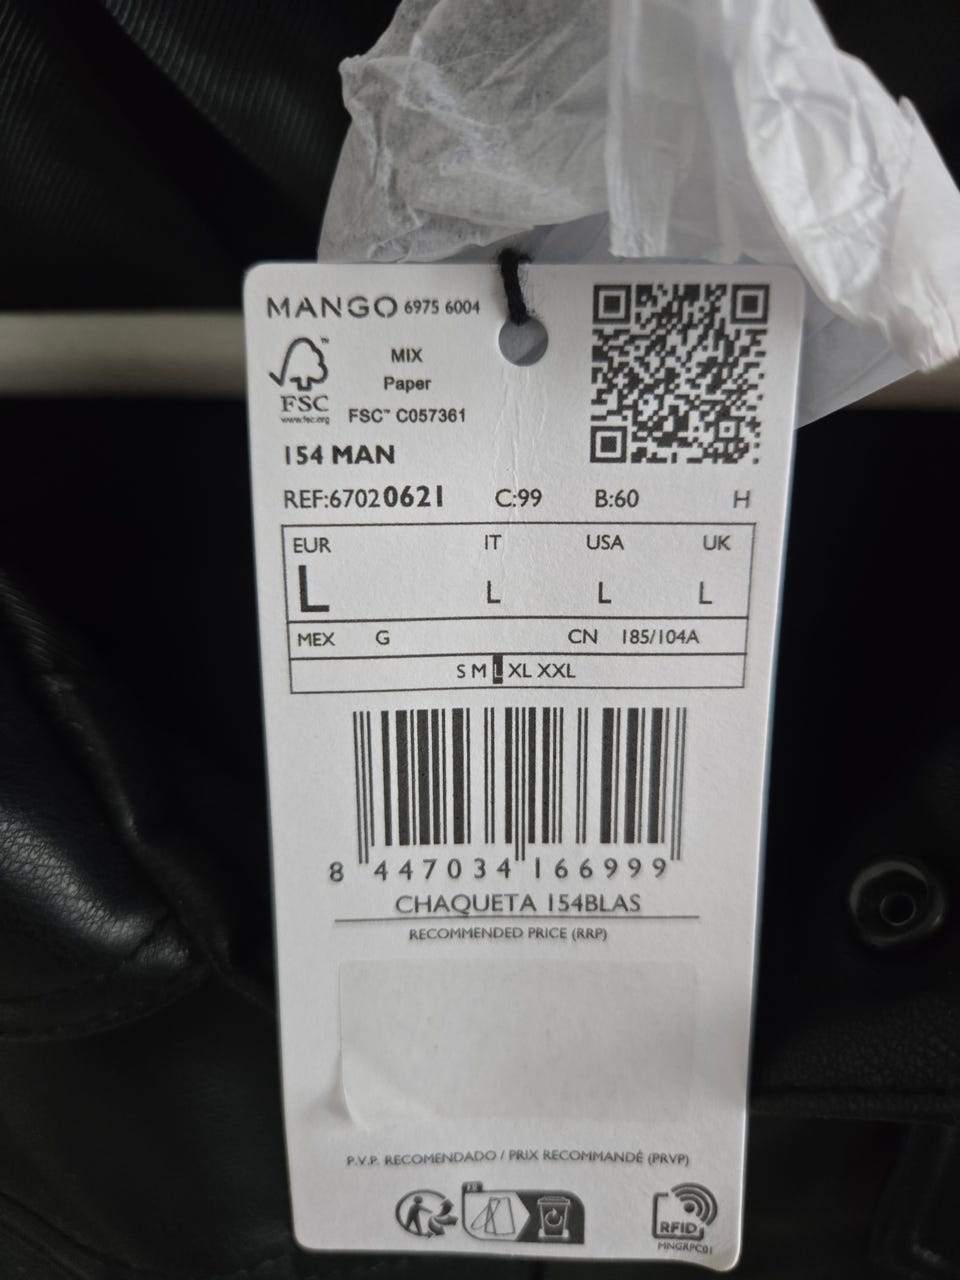 MANGO 6975 6004
MIX
Paper
FSC™ C057361
FSC
www.fsc.org
154 MAN
REF:67020621 C:99 B:60 H
EUR IT USA UK
L L L L
MEX G CN 185/104A
S M L XL XXL
8 447034 166999
CHAQUETA 154BLAS
RECOMMENDED PRICE (RRP)
P.V.P. RECOMENDADO / PRIX RECOMMANDÉ (PRVP)
FR
RFID
MNGRPC01